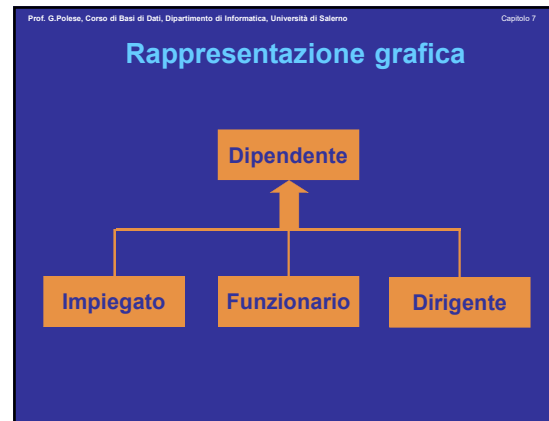 Prof. G.Polese, Corso di Basi di Dati, Dipartimento di Informatica, Università di Salerno Capitolo 7
Rappresentazione grafica
Dipendente
Impiegato Funzionario Dirigente